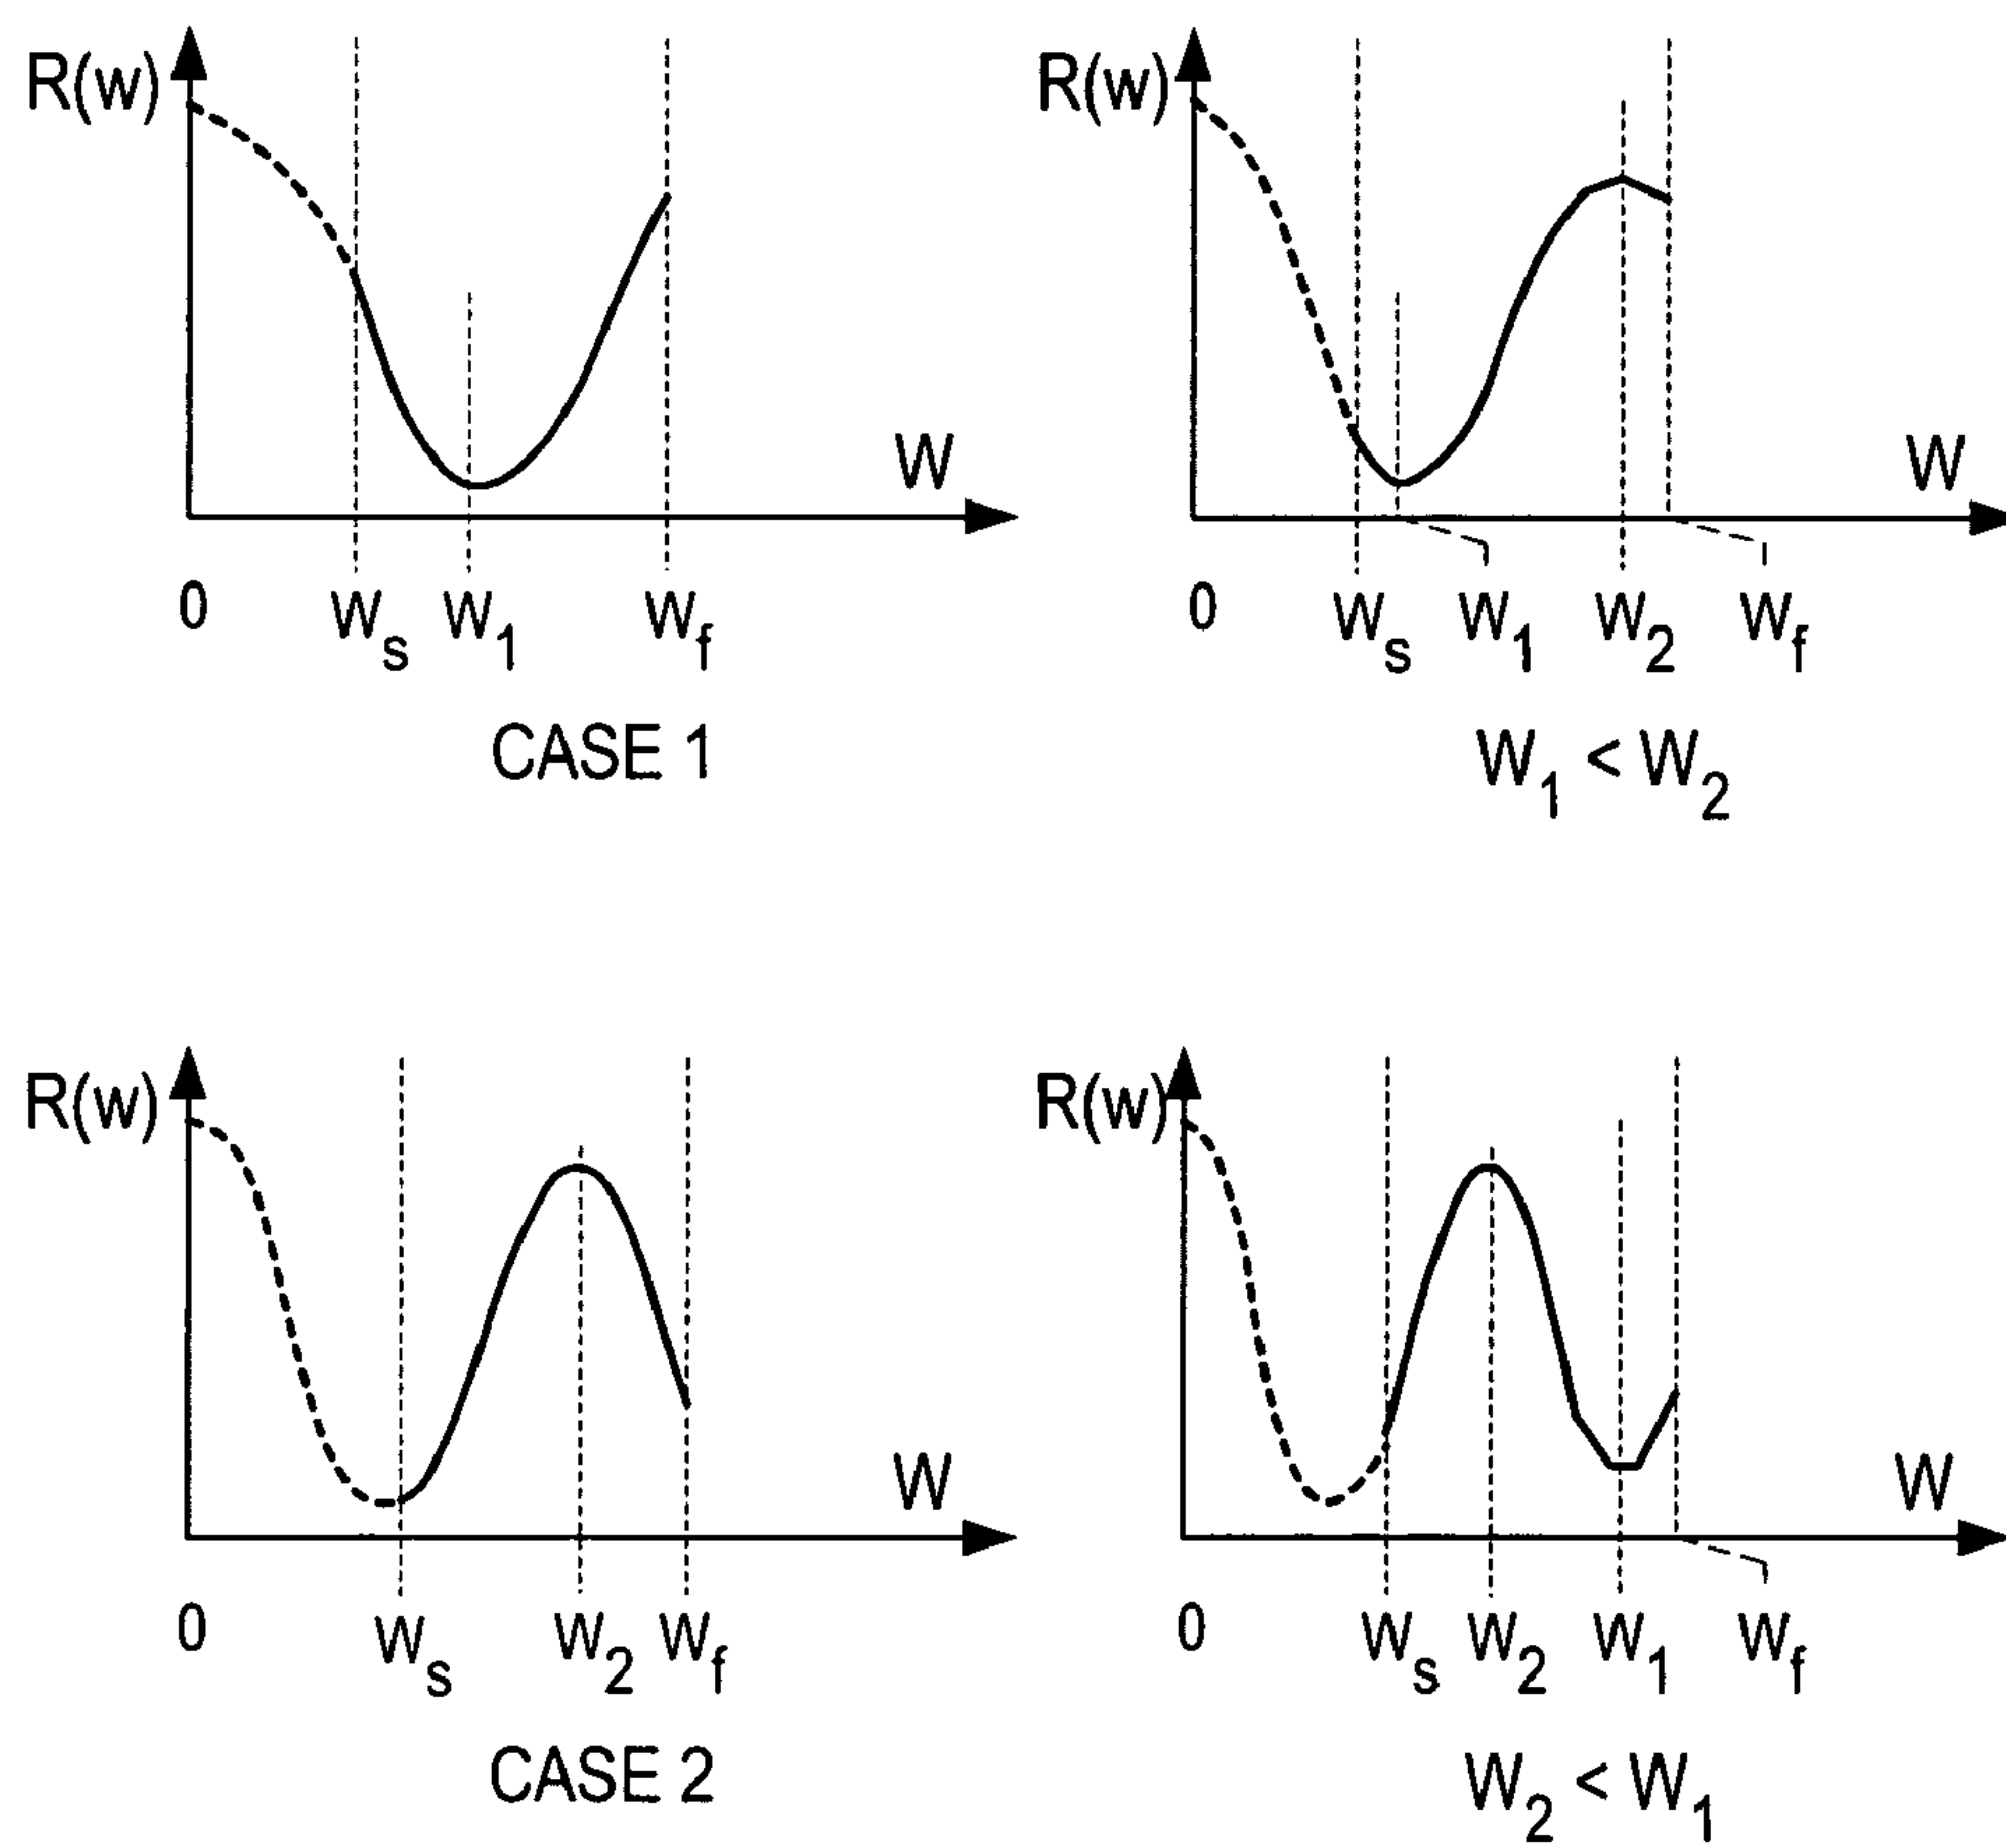 R(w)
W
0 Ws W1 Wf
CASE 1
R(w)
W
0 Ws W1 W2 Wf
W1 < W2
R(w)
W
0 Ws W2 Wf
CASE 2
R(w)
W
0 Ws W2 W1 Wf
W2 < W1